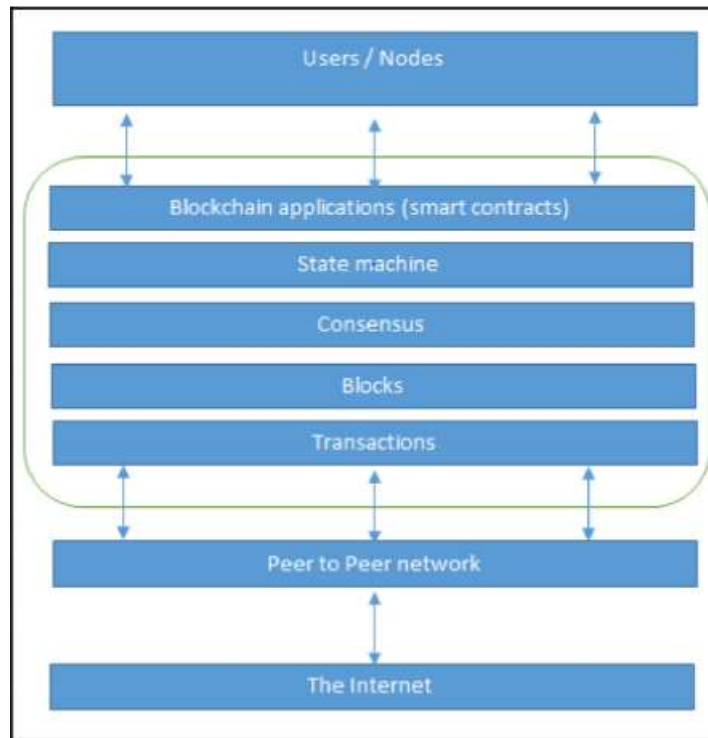 Users / Nodes
Blockchain applications (smart contracts)
State machine
Consensus
Blocks
Transactions
Peer to Peer network
The Internet